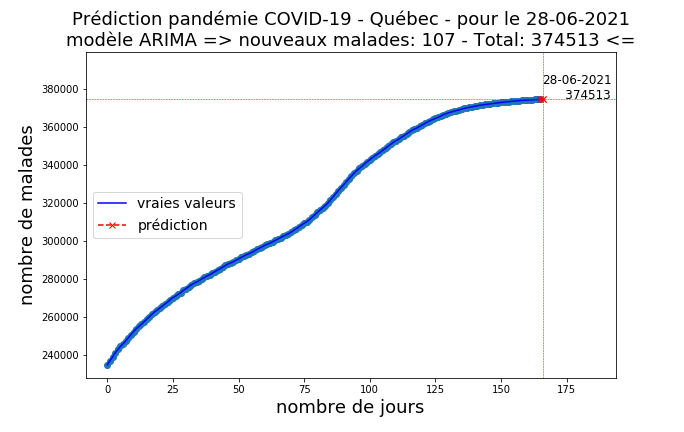 Prédiction pandémie COVID-19 - Québec - pour le 28-06-2021
modèle ARIMA => nouveaux malades: 107 - Total: 374513 <=
28-06-2021
374513
380000
360000
340000
320000
300000
280000
260000
240000
nombre de malades
vraies valeurs
prédiction
0 25 50 75 100 125 150 175
nombre de jours